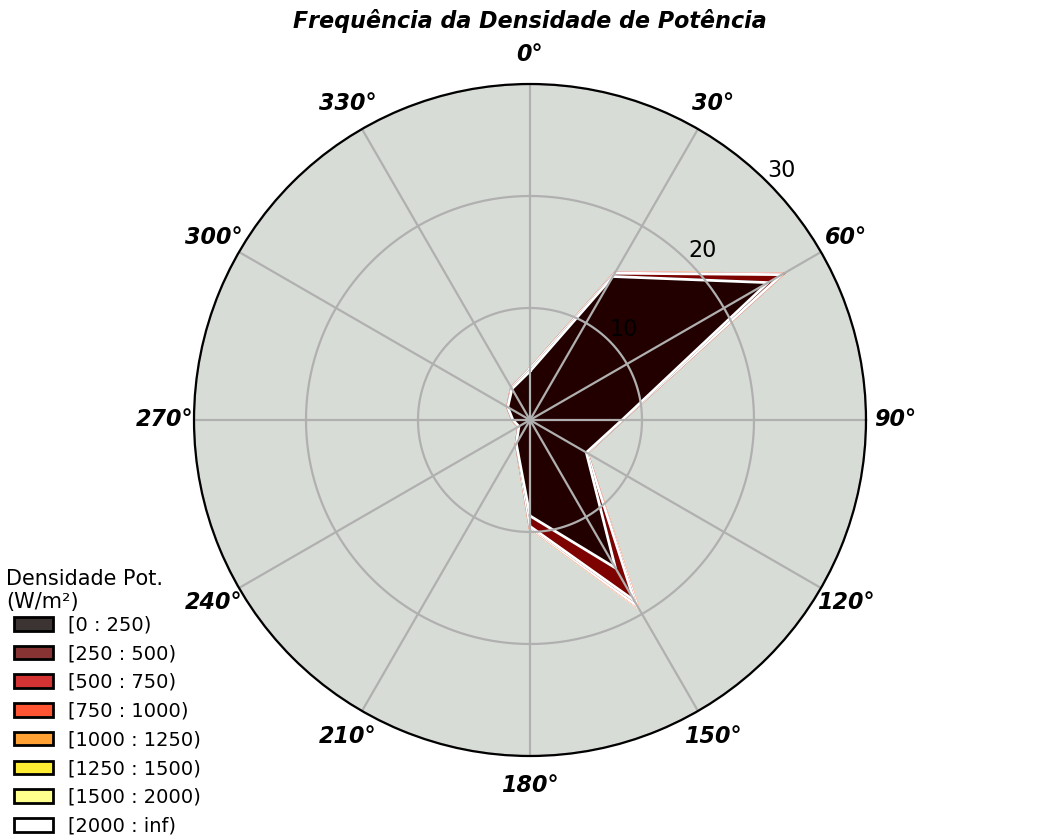 Frequência da Densidade de Potência
0°
30°
60°
90°
120°
150°
180°
210°
240°
270°
300°
330°
10
20
30
Densidade Pot.
(W/m²)
[0 : 250)
[250 : 500)
[500 : 750)
[750 : 1000)
[1000 : 1250)
[1250 : 1500)
[1500 : 2000)
[2000 : inf)